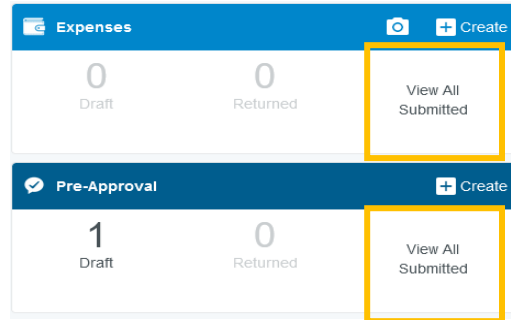 Expenses
Create
0
Draft
0
Returned
View All
Submitted
Pre-Approval
Create
1
Draft
0
Returned
View All
Submitted